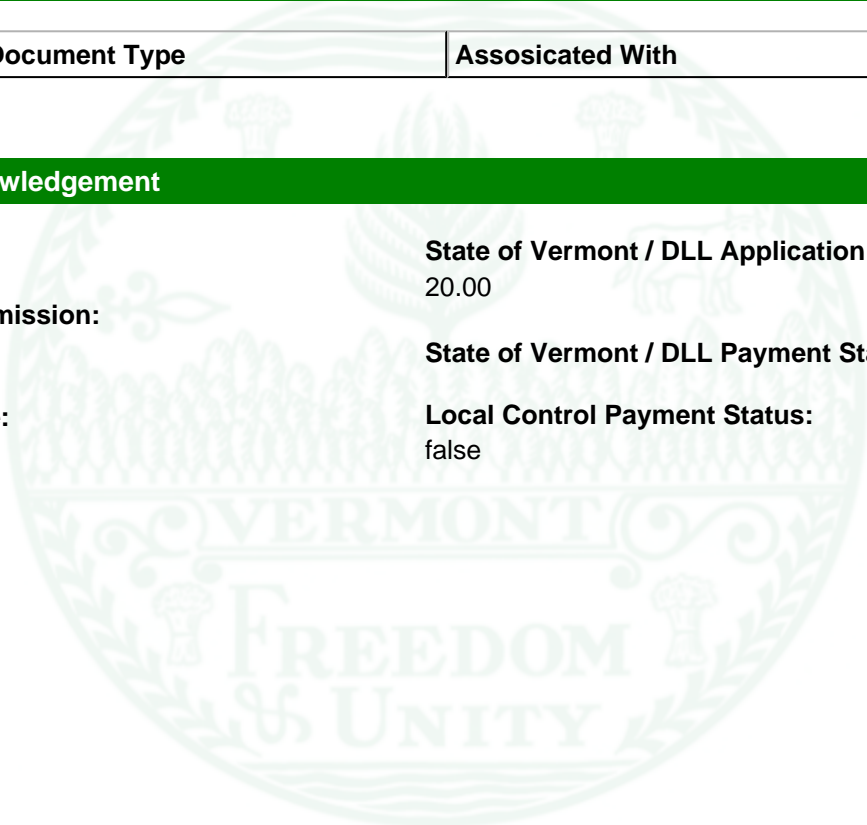 Document Type Assosicated With
wledgement
State of Vermont / DLL Application
20.00
mission:
State of Vermont / DLL Payment Sta
:
Local Control Payment Status:
false
VERMONT
FREEDOM
& UNITY